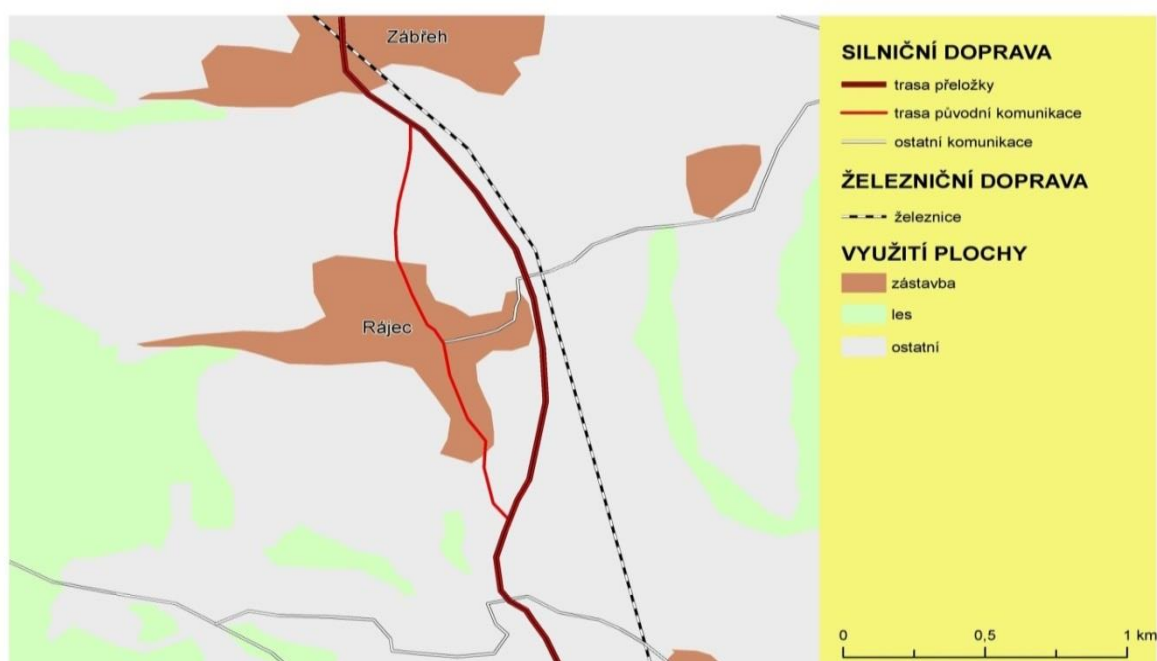 Zábřeh
Rájec
SILNIČNÍ DOPRAVA
trasa přeložky
trasa původní komunikace
ostatní komunikace
ŽELEZNIČNÍ DOPRAVA
železnice
VYUŽITÍ PLOCHY
zástavba
les
ostatní
0 0,5 1 km